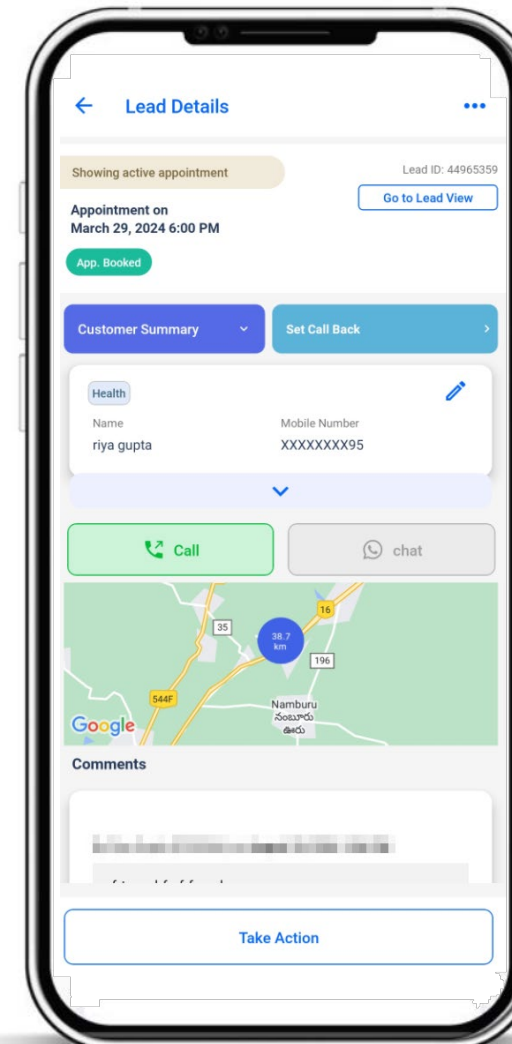 Lead Details
Showing active appointment
Lead ID: 44965359
Go to Lead View
Appointment on
March 29, 2024 6:00 PM
App. Booked
Customer Summary
Set Call Back
Health
Name
Mobile Number
riya gupta
XXXXXXXX95
Call
chat
35
16
38.7
km
196
544F
Namburu
నంబూరు
Google
Comments
Take Action